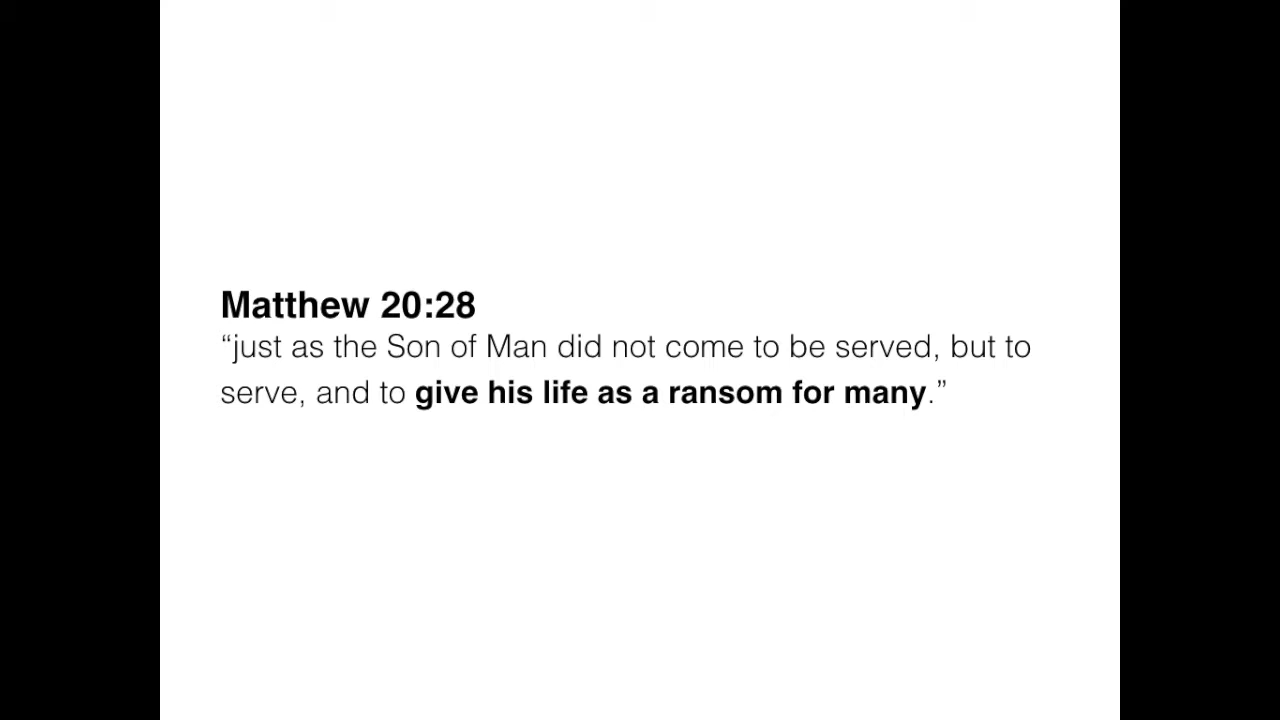 Matthew 20:28
“just as the Son of Man did not come to be served, but to
serve, and to give his life as a ransom for many.”